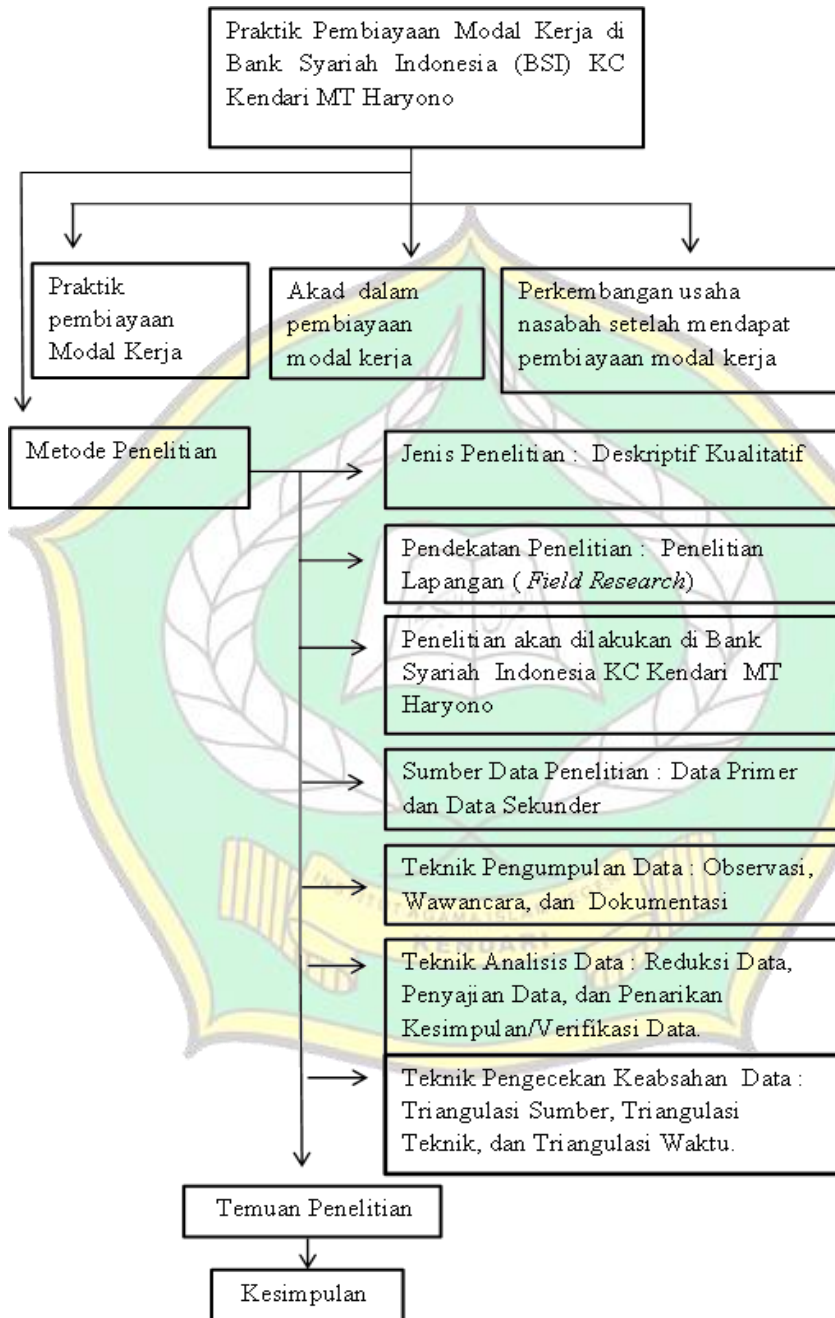 Praktik Pembiayaan Modal Kerja di
Bank Syariah Indonesia (BSI) KC
Kendari MT Haryono
Praktik
pembiayaan
Modal Kerja
Akad dalam
pembiayaan
modal kerja
Perkembangan usaha
nasabah setelah mendapat
pembiayaan modal kerja
Metode Penelitian
Jenis Penelitian : Deskriptif Kualitatif
Pendekatan Penelitian : Penelitian
Lapangan ( Field Research)
Penelitian akan dilakukan di Bank
Syariah Indonesia KC Kendari MT
Haryono
Sumber Data Penelitian : Data Primer
dan Data Sekunder
Teknik Pengumpulan Data : Observasi,
Wawancara, dan Dokumentasi
Teknik Analisis Data : Reduksi Data,
Penyajian Data, dan Penarikan
Kesimpulan/Verifikasi Data.
Teknik Pengecekan Keabsahan Data :
Triangulasi Sumber, Triangulasi
Teknik, dan Triangulasi Waktu.
Temuan Penelitian
Kesimpulan
INSTITUT AGAMA ISLAM NEGERI
KENDARI